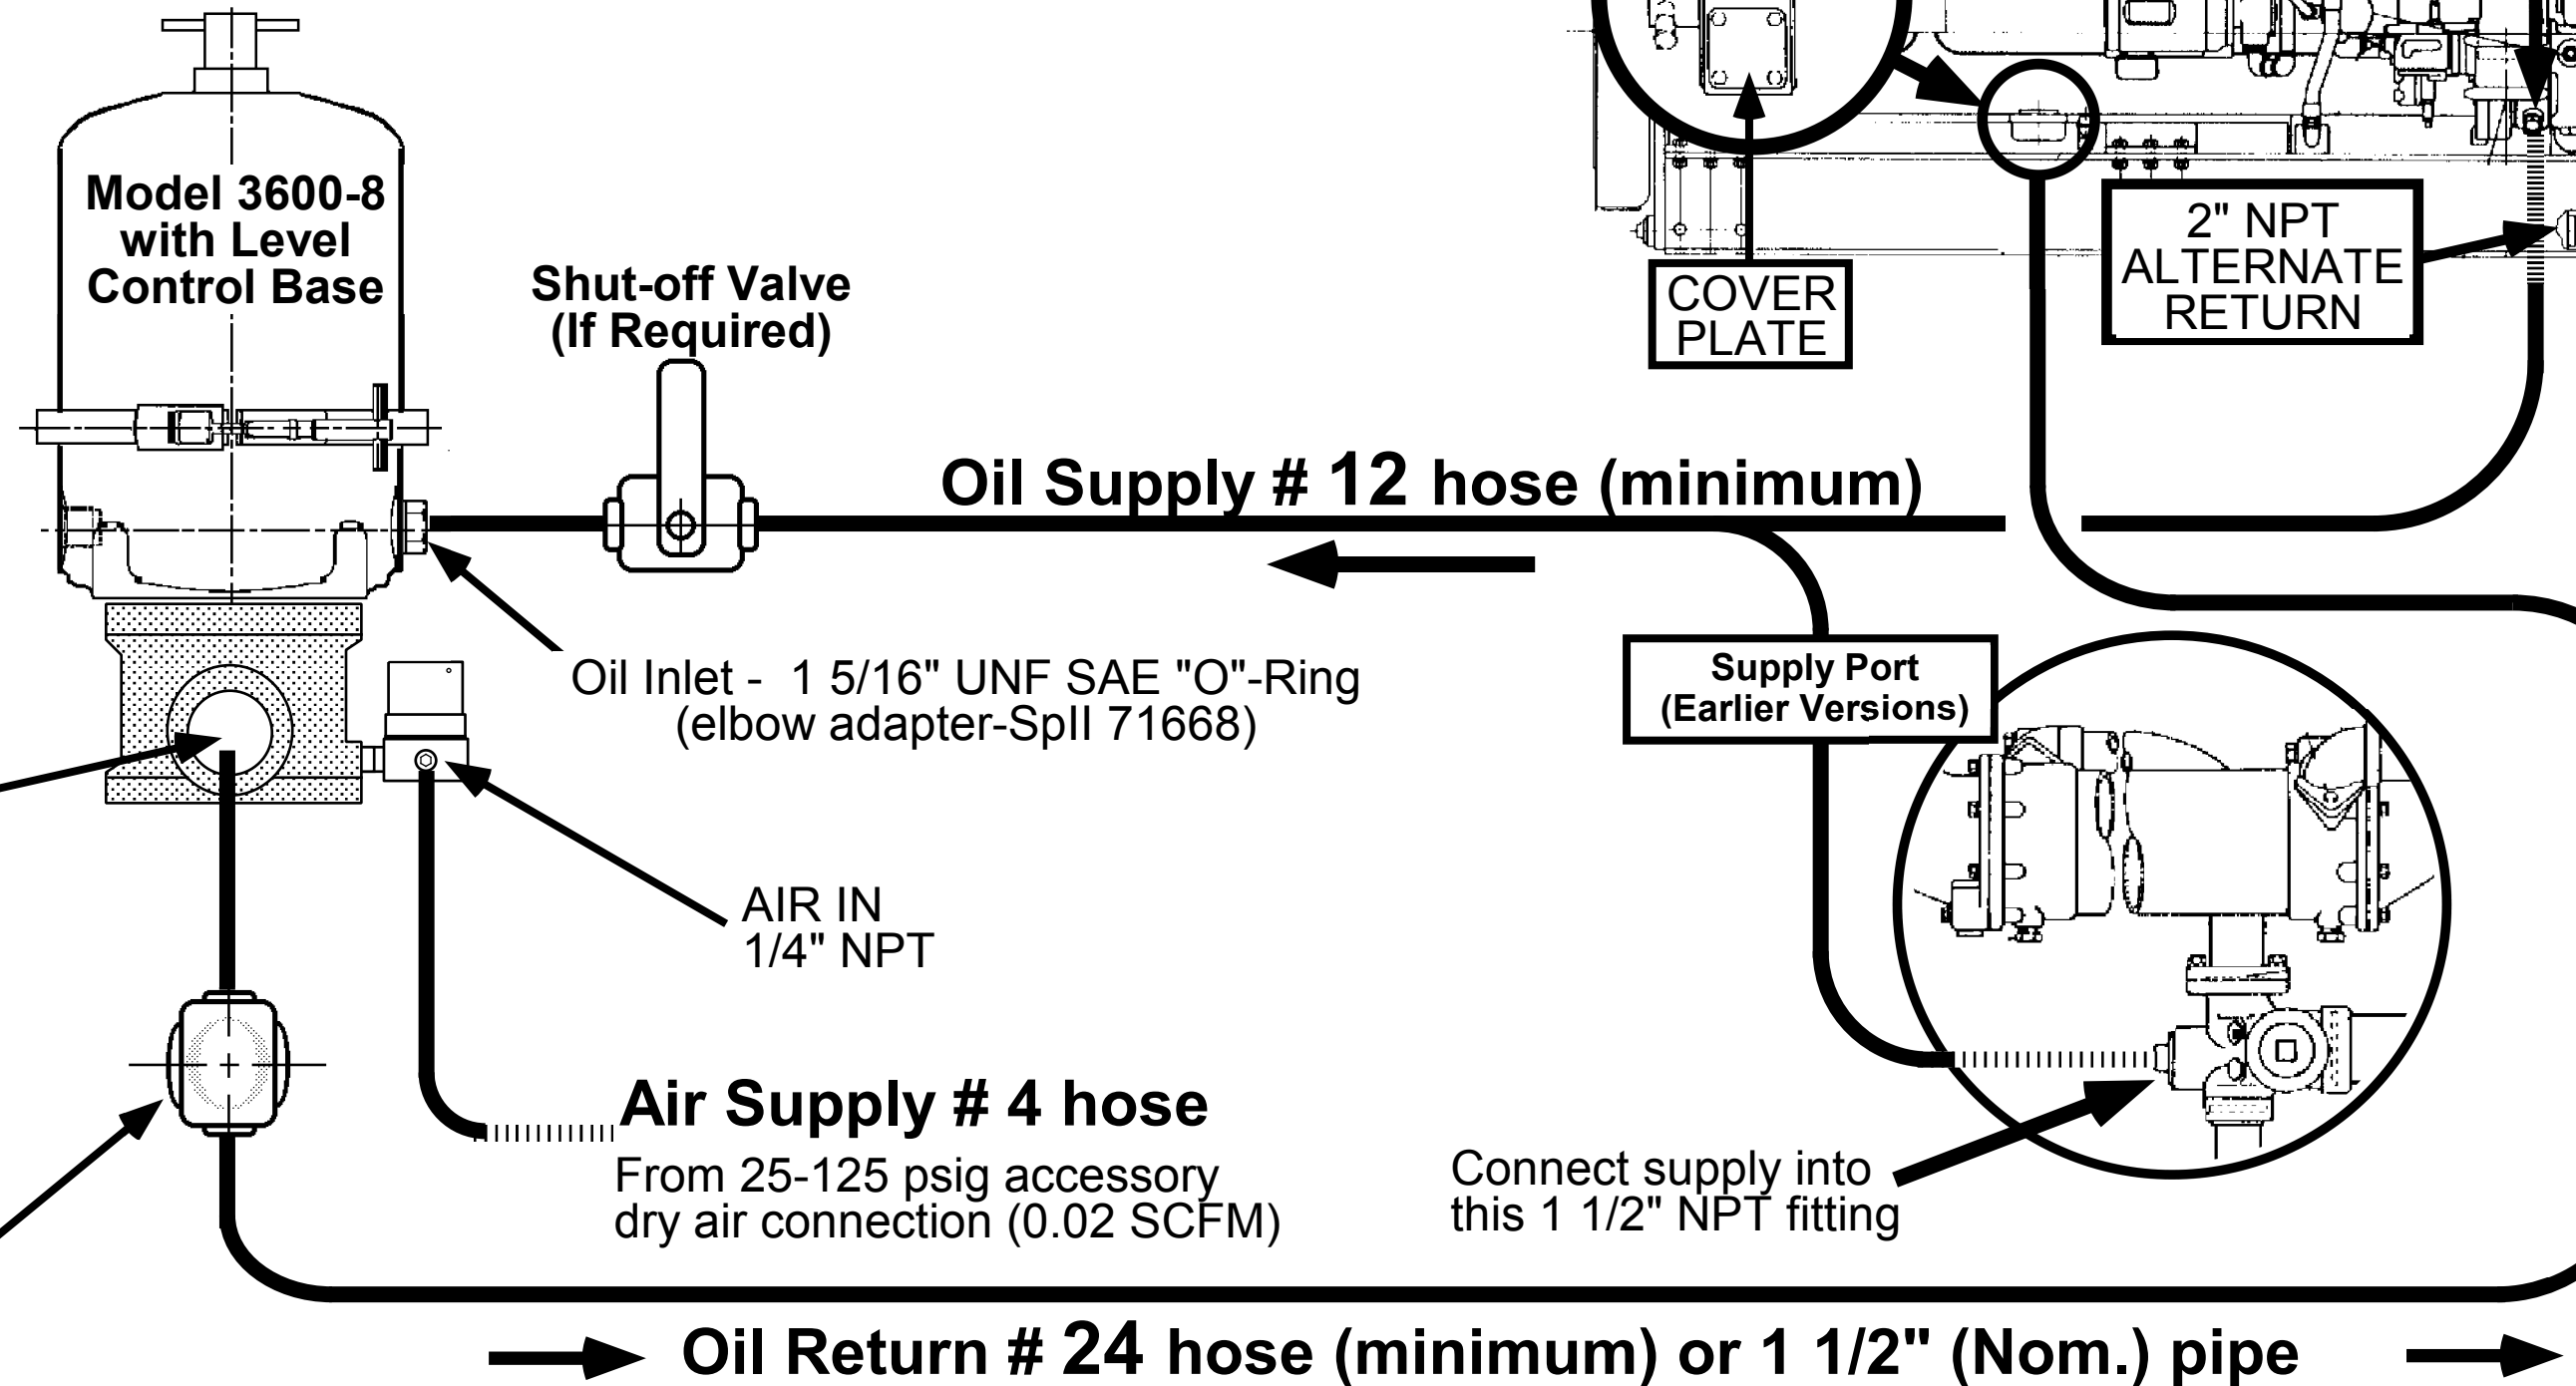 Model 3600-8
with Level
Control Base
Shut-off Valve
(If Required)
COVER
PLATE
2" NPT
ALTERNATE
RETURN
Oil Supply # 12 hose (minimum)
Oil Inlet - 1 5/16" UNF SAE "O"-Ring
(elbow adapter-SpII 71668)
Supply Port
(Earlier Versions)
AIR IN
1/4" NPT
Air Supply # 4 hose
From 25-125 psig accessory
dry air connection (0.02 SCFM)
Connect supply into
this 1 1/2" NPT fitting
Oil Return # 24 hose (minimum) or 1 1/2" (Nom.) pipe